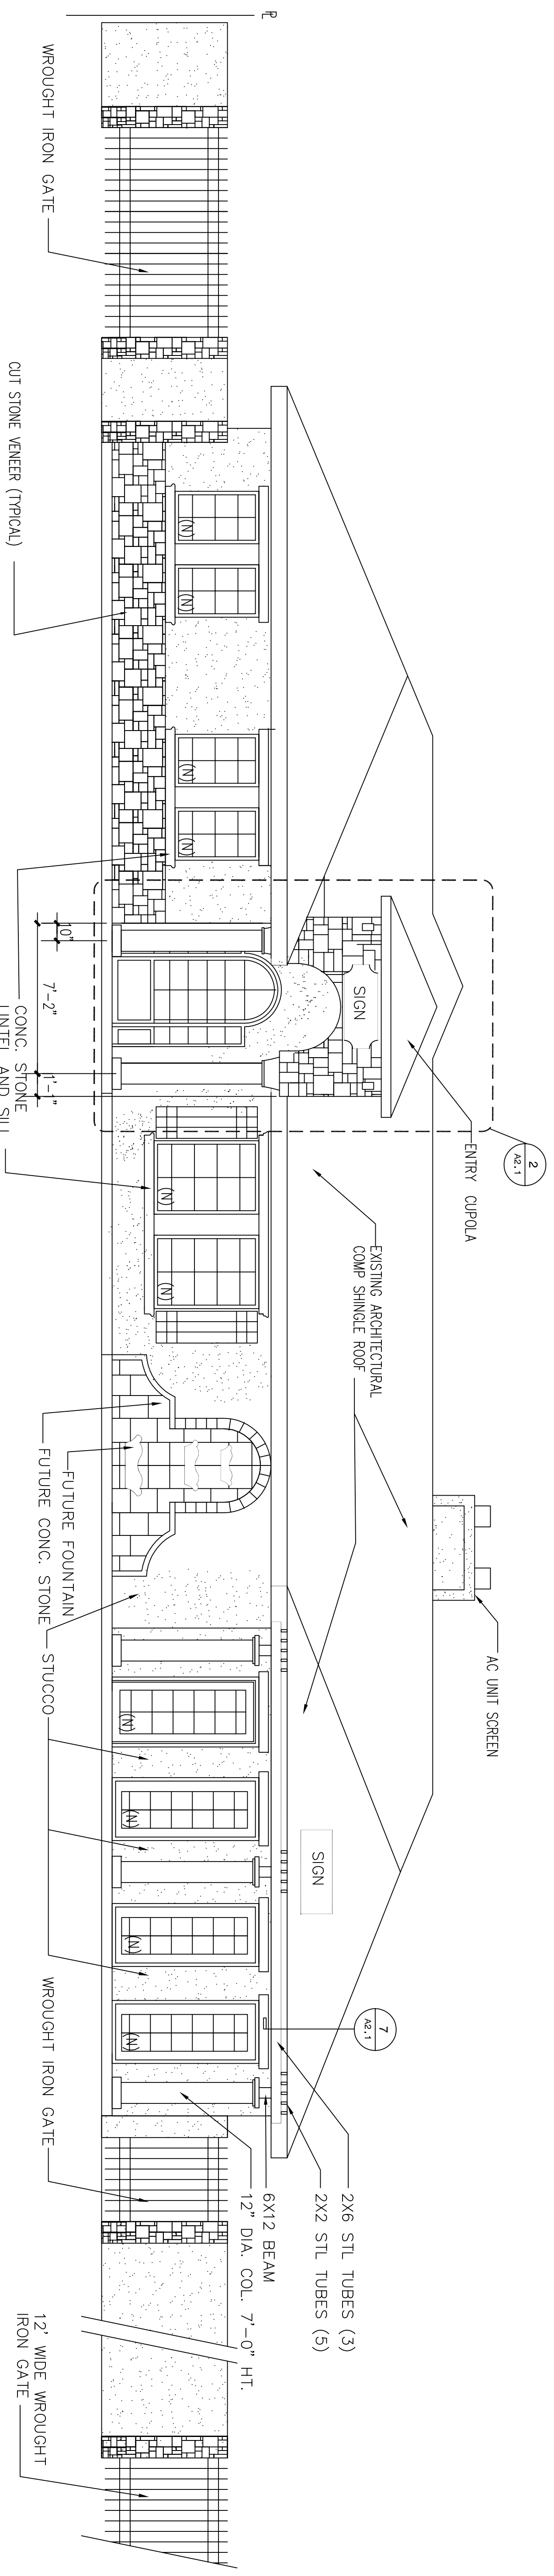 PL
WROUGHT IRON GATE
CUT STONE VENEER (TYPICAL)
(N)
(N)
(N)
(N)
CONC. STONE
LINTEL AND SILL
10"
7'-2"
1'-1"
SIGN
ENTRY CUPOLA
2
A2.1
EXISTING ARCHITECTURAL
COMP SHINGLE ROOF
(N)
(N)
AC UNIT SCREEN
FUTURE FOUNTAIN
FUTURE CONC. STONE
STUCCO
(N)
(N)
(N)
(N)
SIGN
7
A2.1
2X6 STL TUBES (3)
2X2 STL TUBES (5)
6X12 BEAM
12" DIA. COL. 7'-0" HT.
WROUGHT IRON GATE
12' WIDE WROUGHT
IRON GATE